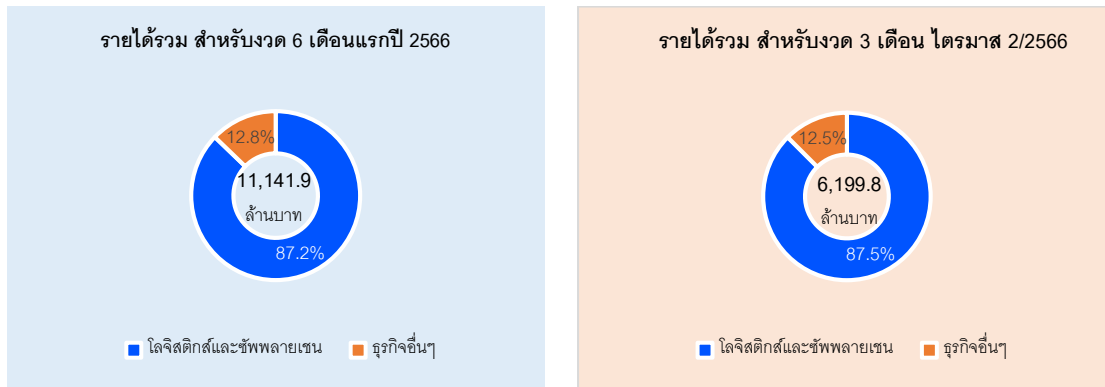 รายได้รวม สำหรับงวด 6 เดือนแรกปี 2566
12.8%
11,141.9
ล้านบาท
87.2%
โลจิสติกส์และซัพพลายเชน
ธุรกิจอื่นๆ
รายได้รวม สำหรับงวด 3 เดือน ไตรมาส 2/2566
12.5%
6,199.8
ล้านบาท
87.5%
โลจิสติกส์และซัพพลายเชน
ธุรกิจอื่นๆ